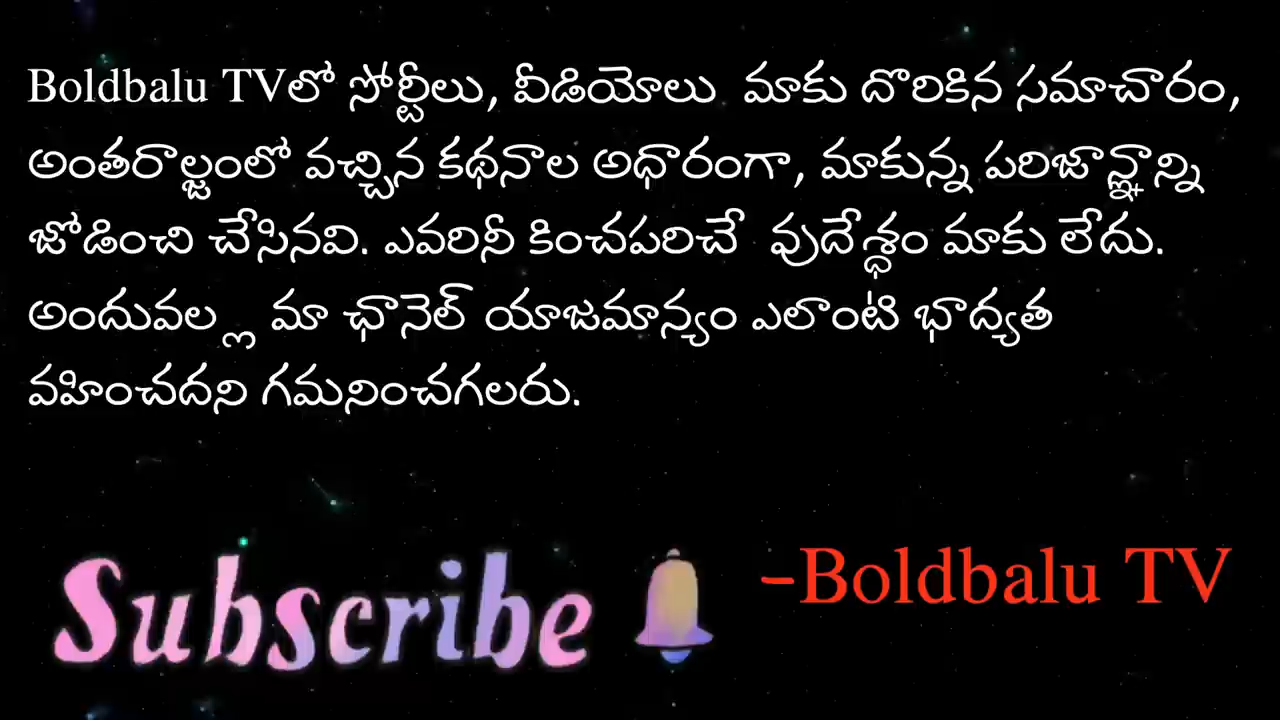 Boldbalu TVలో సోర్టీలు, వీడియోలు మాకు దొరికిన సమాచారం,
అంతరాల్జంలో వచ్చిన కథనాల అధారంగా, మాకున్న పరిజాన్ఞాన్ని
జోడించి చేసినవి. ఎవరినీ కించపరిచే వుదేశ్ధం మాకు లేదు.
అందువల్ల మా ఛానెల్ యాజమాన్యం ఎలాంటి భాద్యత
వహించదని గమనించగలరు.
Subscribe
-Boldbalu TV